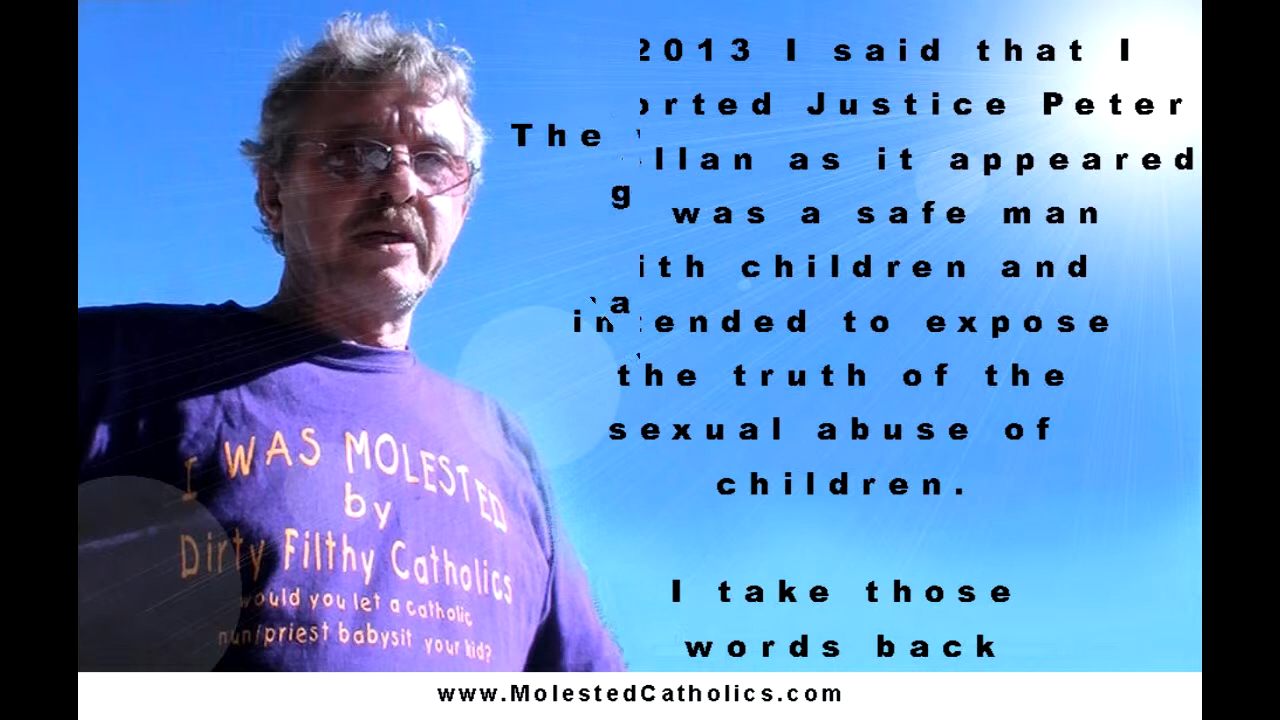 2013 I said that I
orted Justice Peter
The
llan as it appeared
g
was a safe man
ith children and
a
intended to expose
the truth of the
sexual abuse of
children.
I take those
words back
I WAS MOLESTED
by
Dirty Filthy Catholics
would you let a catholic
nun/priest babysit your kid?
www.MolestedCatholics.com